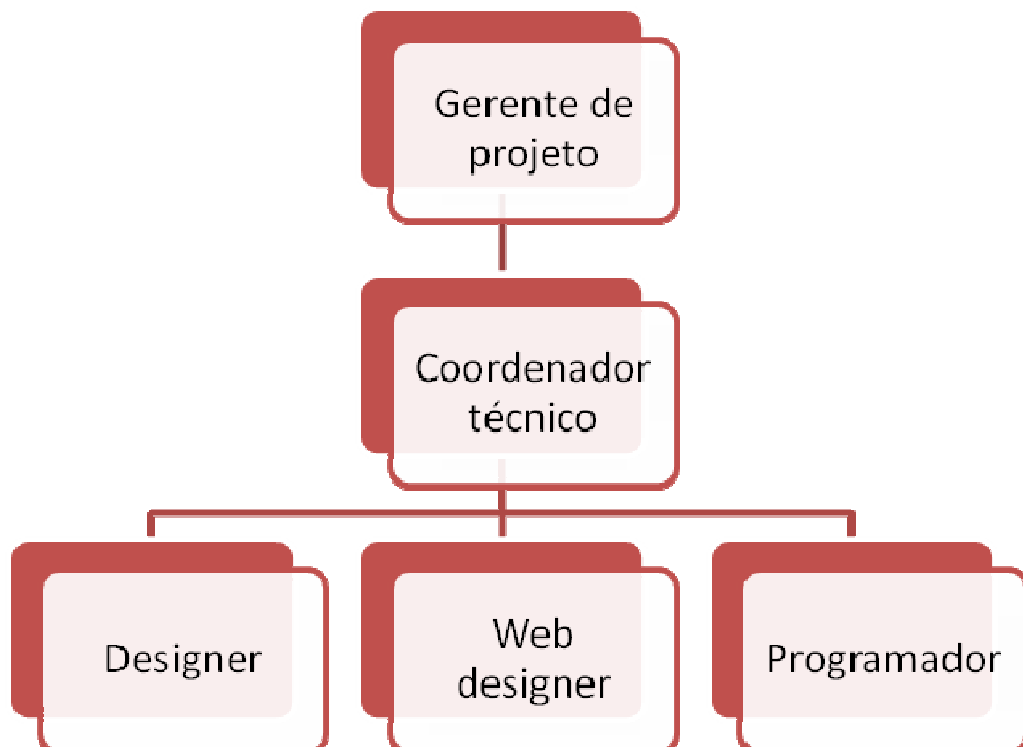 Gerente de
projeto
Coordenador
técnico
Designer
Web
designer
Programador